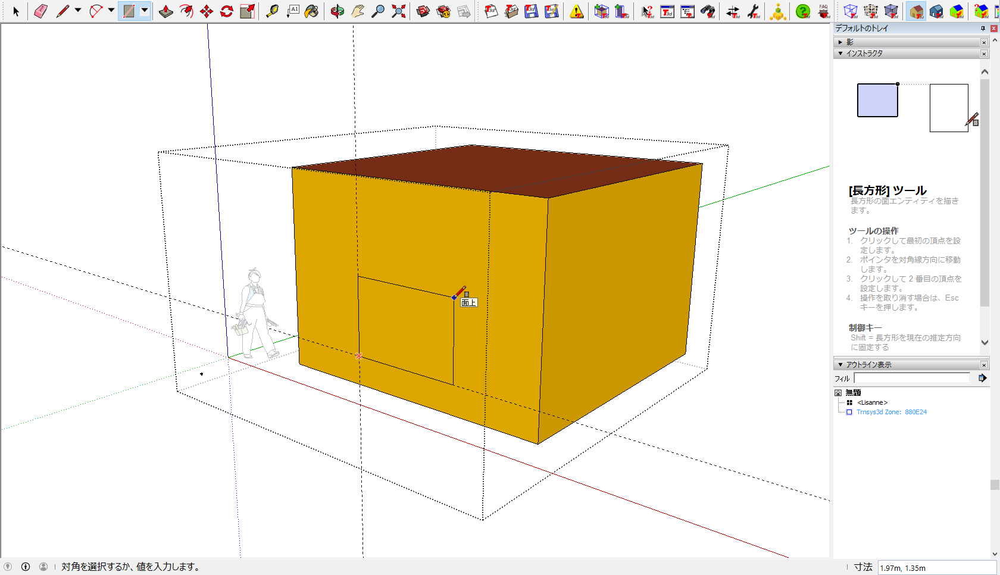 A1
T3d
T3d
T3d
T3d
FAQ
デフォルトのトレイ
影
インストラクタ
[長方形] ツール
長方形の面エンティティを描き
ます。
ツールの操作
1. クリックして最初の頂点を設
定します。
2. ポインタを対角線方向に移動
します。
3. クリックして 2 番目の頂点を
設定します。
4. 操作を取り消す場合は、Esc
キーを押します。
制御キー
Shift = 長方形を現在の推定方向
に固定する
面上
アウトライン表示
フィル
無題
<Lisanne>
Trnsys3d Zone: 880E24
対角を選択するか、値を入力します。
寸法 1.97m, 1.35m